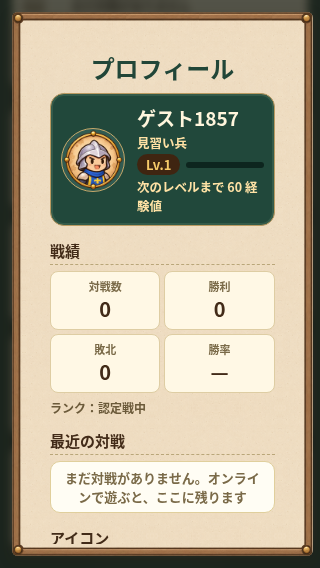 プロフィール
ゲスト1857
見習い兵
Lv.1
次のレベルまで 60 経
験値
戦績
対戦数
勝利
0
0
敗北
勝率
0
—
ランク：認定戦中
最近の対戦
まだ対戦がありません。オンライ
ンで遊ぶと、ここに残ります
アイコン